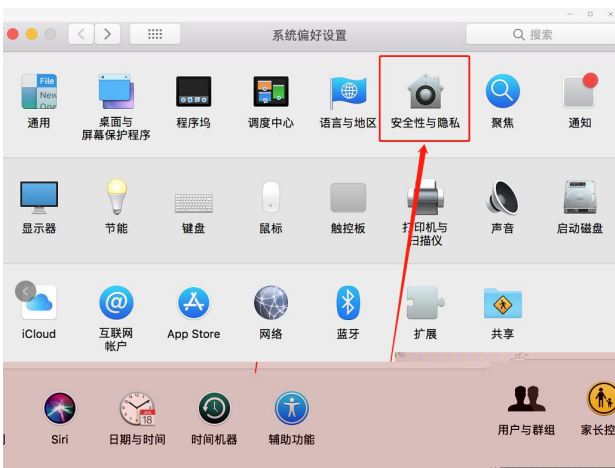 系统偏好设置
搜索
File
New
One
通用
桌面与
屏幕保护程序
程序坞
调度中心
语言与地区
安全性与隐私
聚焦
通知
显示器
节能
键盘
鼠标
触控板
打印机与
扫描仪
声音
启动磁盘
iCloud
互联网
帐户
App Store
网络
蓝牙
扩展
共享
Siri
JUL
18
日期与时间
时间机器
辅助功能
用户与群组
家长控